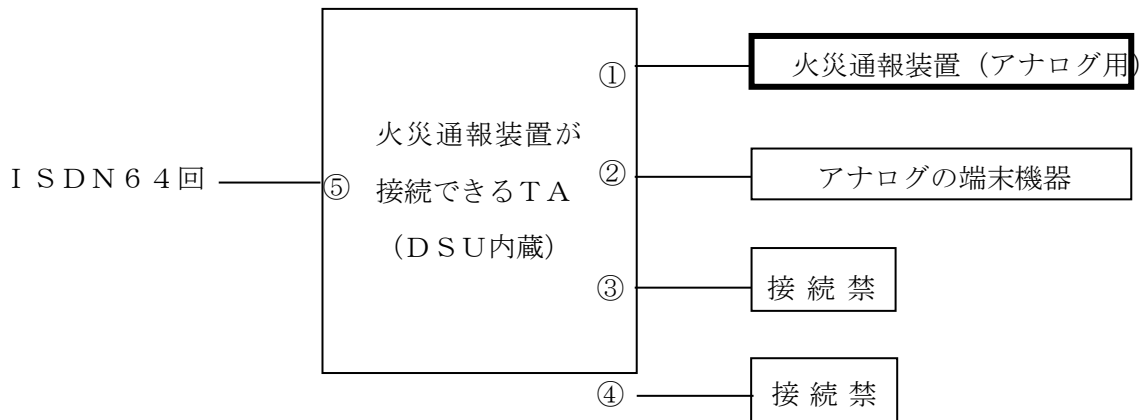 ① 火災通報装置（アナログ用）
火災通報装置が
ＩＳＤＮ６４回 ⑤ 接続できるＴＡ ② アナログの端末機器
（ＤＳＵ内蔵）
③ 接続禁
④ 接続禁